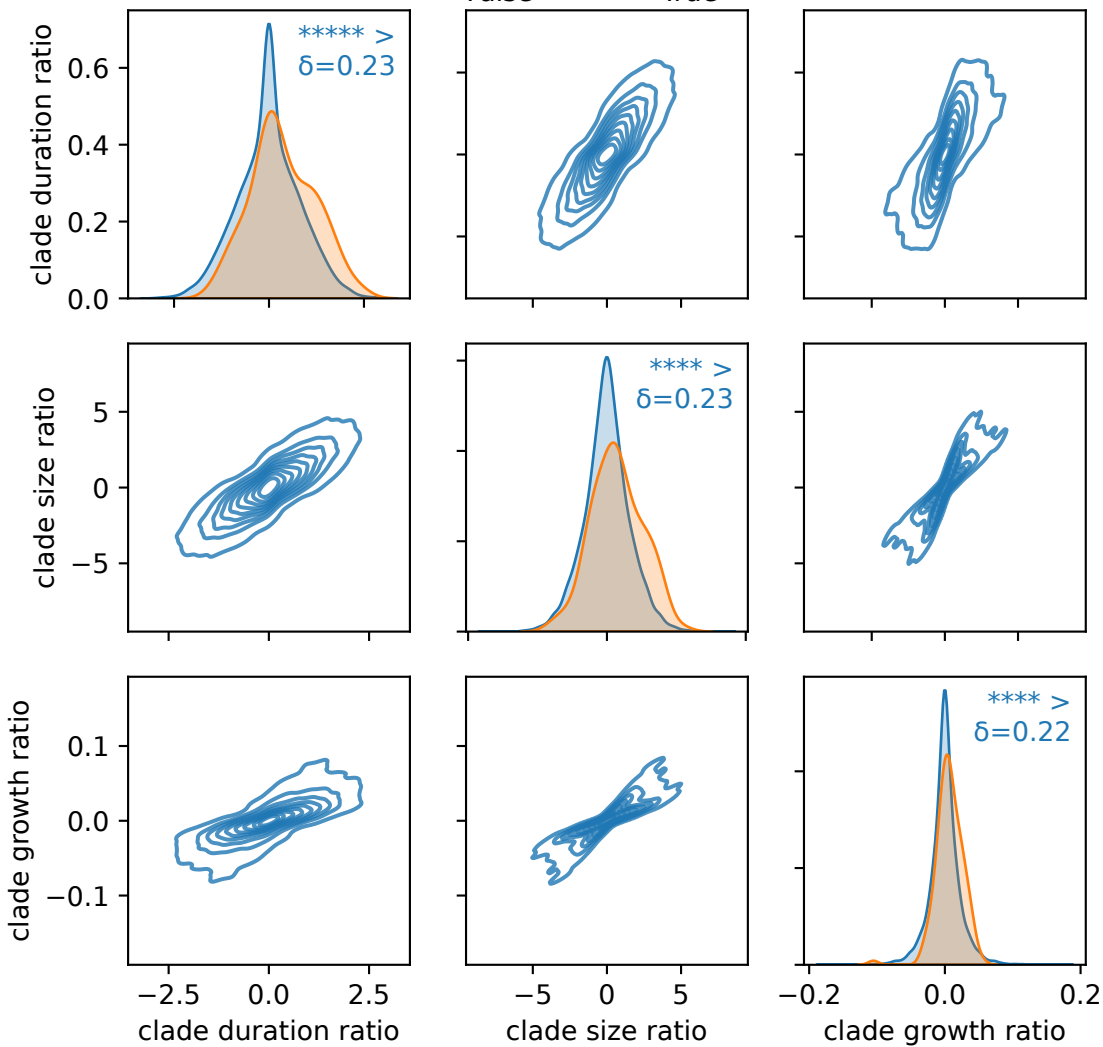 ***** >
δ=0.23
clade duration ratio
0.6
0.4
0.2
0.0
**** >
δ=0.23
clade size ratio
5
0
−5
**** >
δ=0.22
clade growth ratio
0.1
0.0
−0.1
−2.5 0.0 2.5
−5 0 5
−0.2 0.0 0.2
clade duration ratio
clade size ratio
clade growth ratio